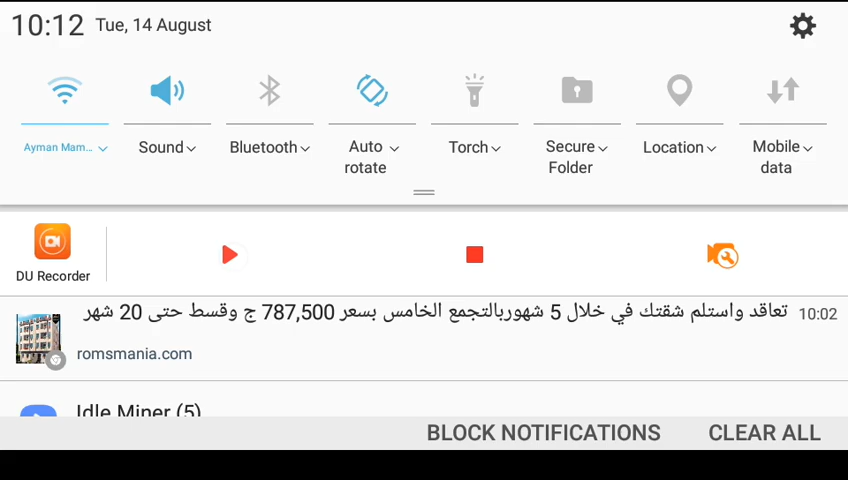 10:12 Tue, 14 August
Ayman Mam...
Sound
Bluetooth
Auto rotate
Torch
Secure Folder
Location
Mobile data
DU Recorder
تعاقد واستلم شقتك في خلال 5 شهوربالتجمع الخامس بسعر 787,500 ج وقسط حتى 20 شهر 10:02
romsmania.com
Idle Miner (5)
BLOCK NOTIFICATIONS CLEAR ALL